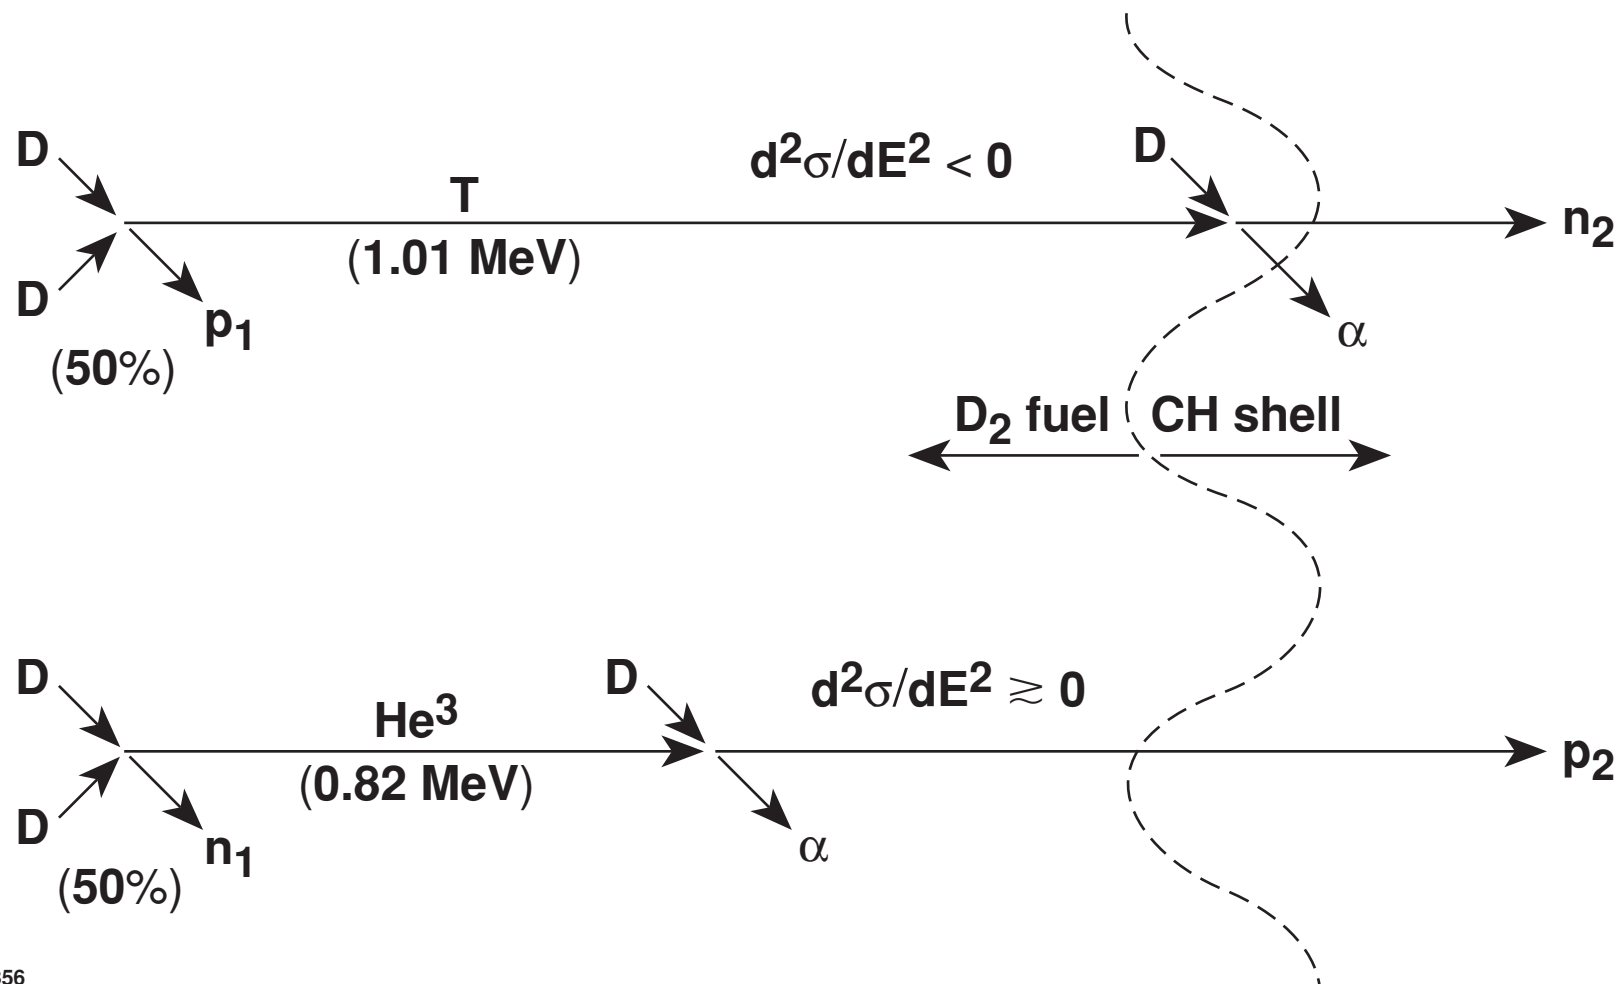 D
d²σ/dE² < 0
D
T
n₂
(1.01 MeV)
D
p₁
α
(50%)
D₂ fuel
CH shell
D
D
d²σ/dE² ≳ 0
He³
p₂
(0.82 MeV)
D
n₁
α
(50%)